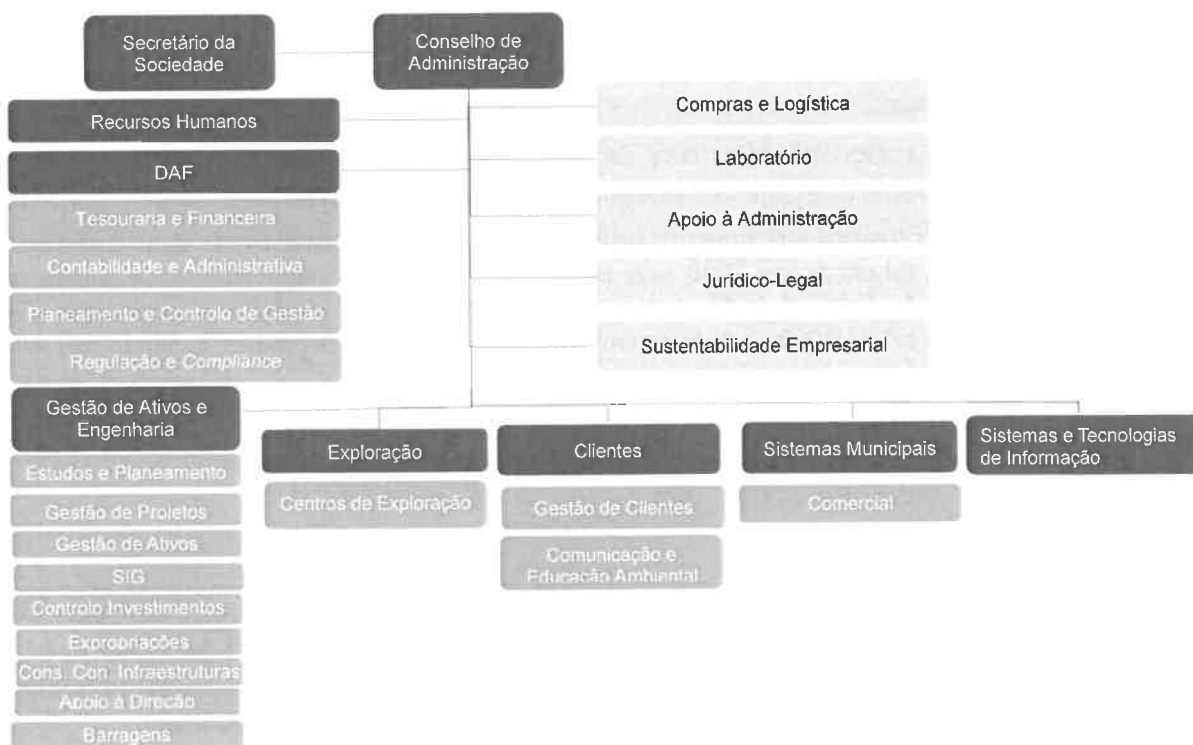 Secretário da
Sociedade
Conselho de
Administração
Recursos Humanos
DAF
Tesouraria e Financeira
Contabilidade e Administrativa
Planeamento e Controlo de Gestão
Regulação e Compliance
Compras e Logística
Laboratório
Apoio à Administração
Jurídico-Legal
Sustentabilidade Empresarial
Gestão de Ativos e
Engenharia
Estudos e Planeamento
Gestão de Projetos
Gestão de Ativos
SIG
Controlo Investimentos
Expropriações
Cons. Con. Infraestruturas
Apoio à Direção
Barragens
Exploração
Centros de Exploração
Clientes
Gestão de Clientes
Comunicação e
Educação Ambiental
Sistemas Municipais
Comercial
Sistemas e Tecnologias
de Informação